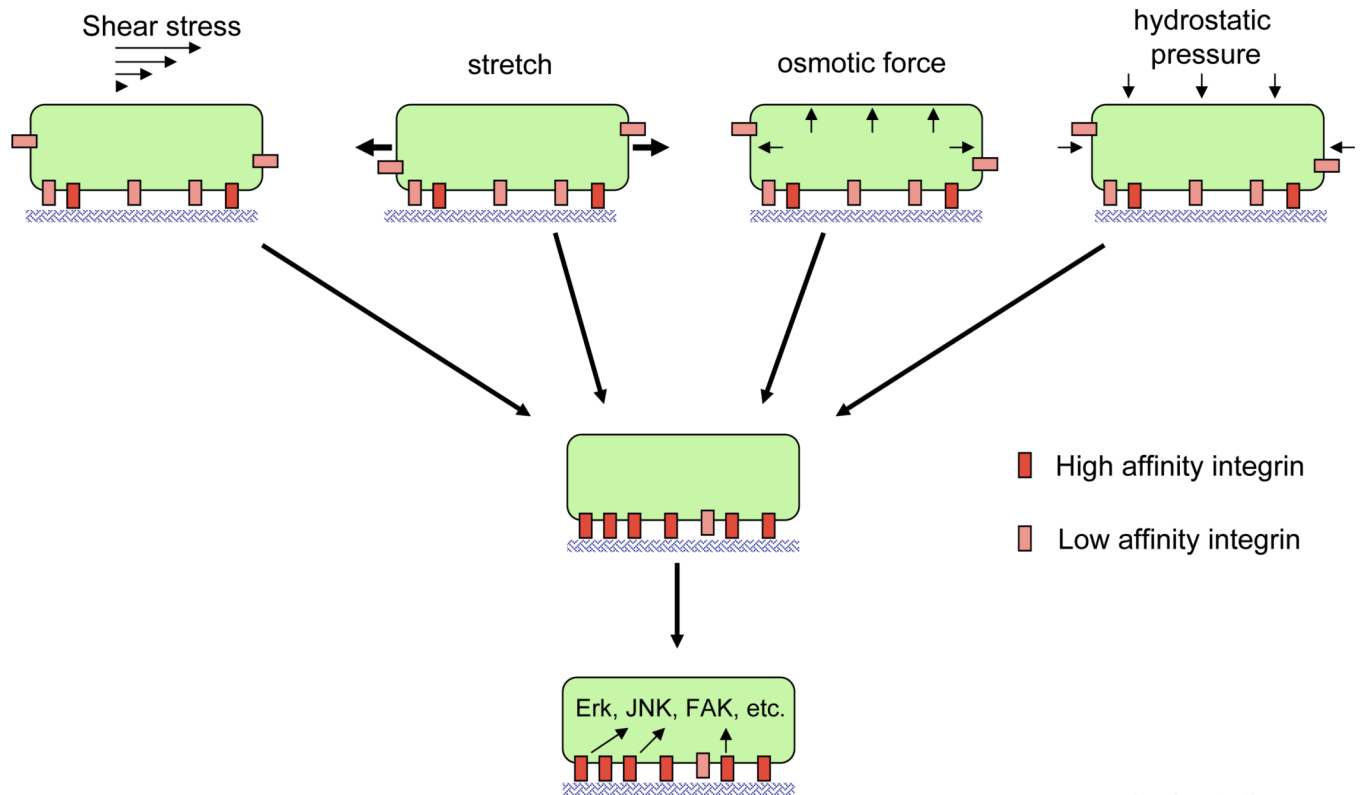 Shear stress
stretch
osmotic force
hydrostatic
pressure
High affinity integrin
Low affinity integrin
Erk, JNK, FAK, etc.